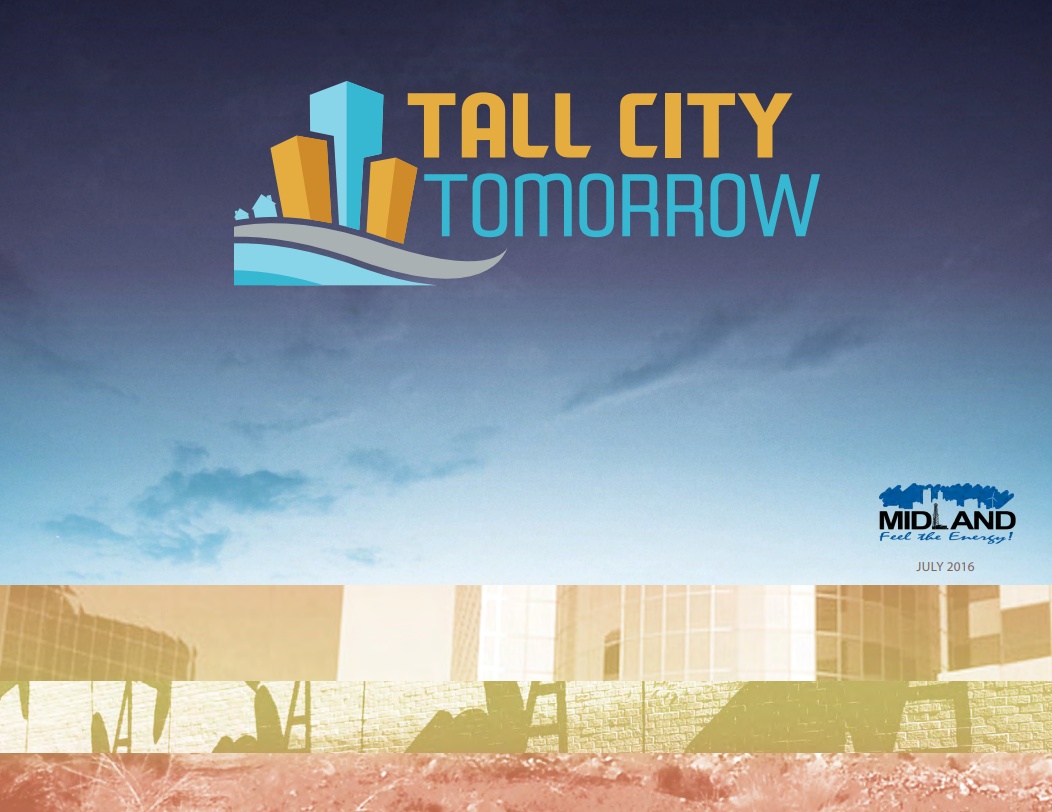 TALL CITY
TOMORROW
MIDLAND
Feel the Energy!
JULY 2016